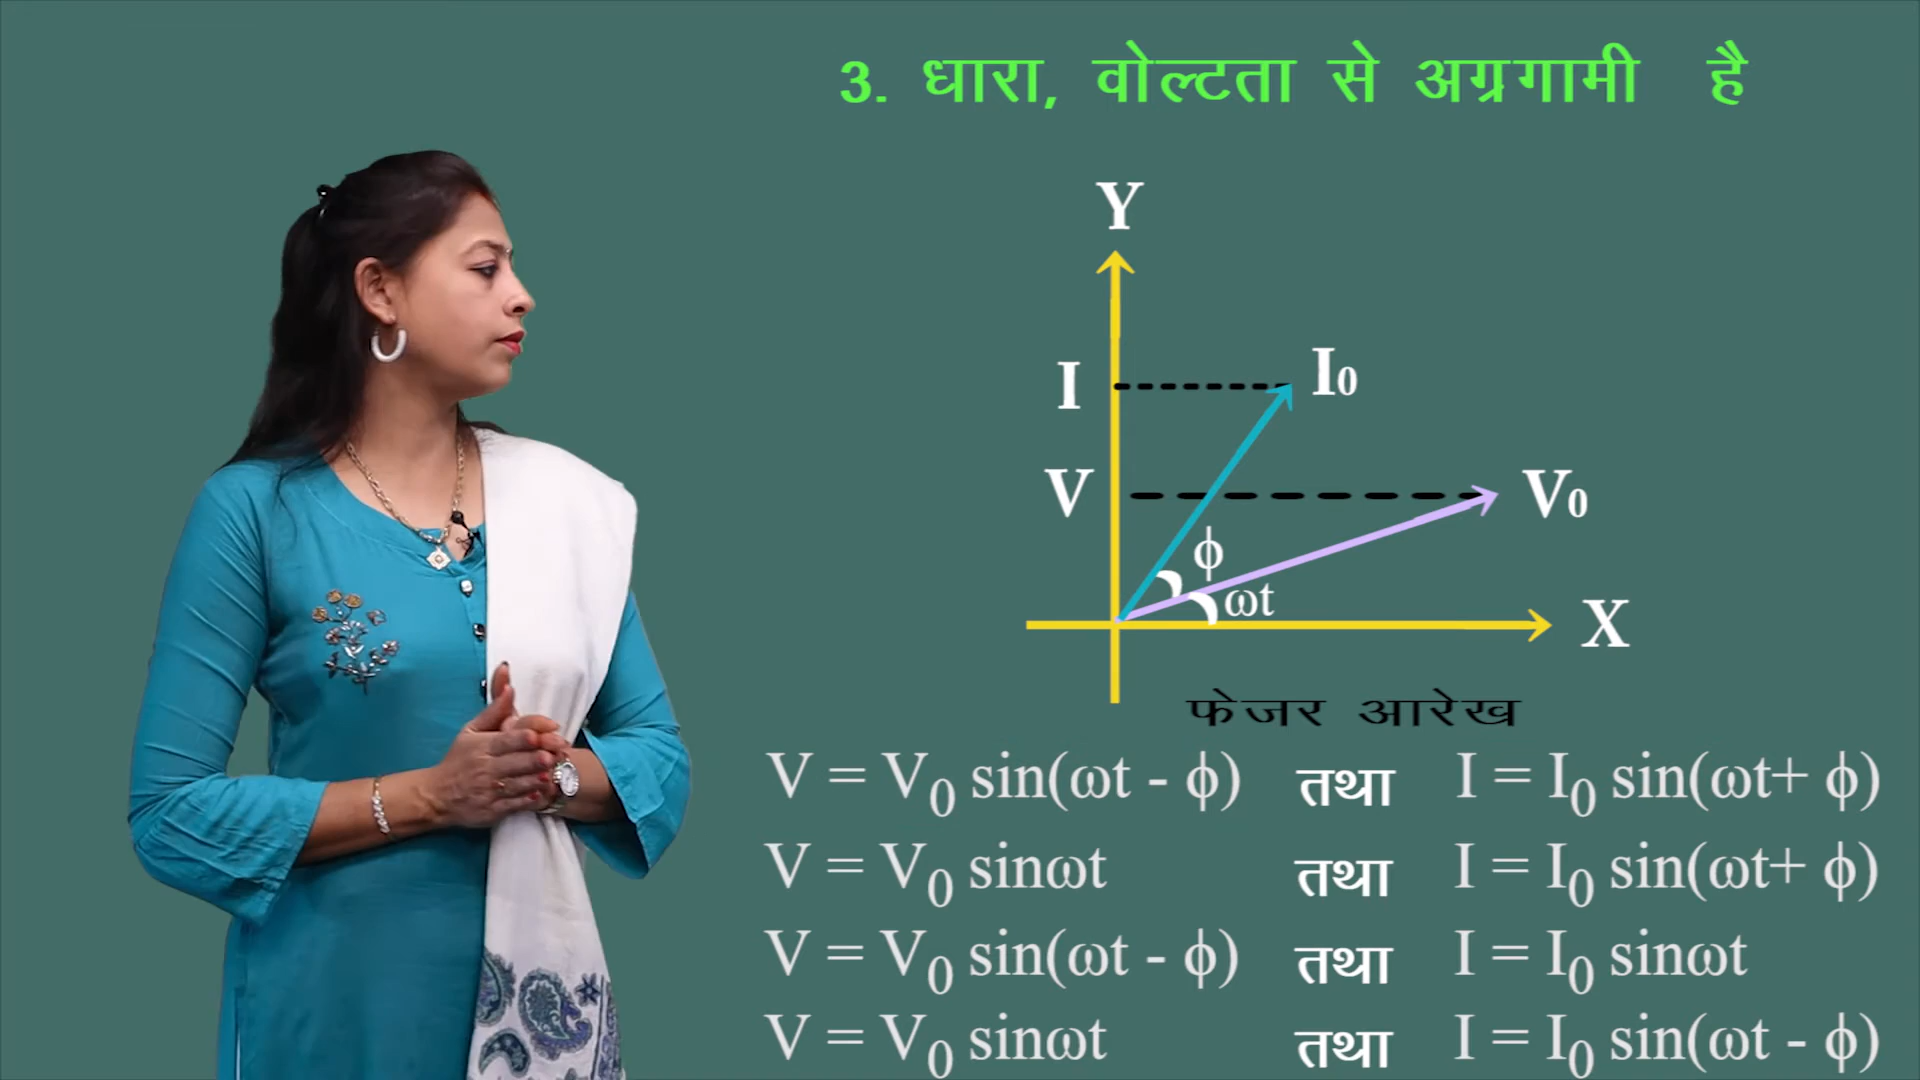 3. धारा, वोल्टता से अग्रगामी है
Y
I
I₀
V
V₀
ϕ
ωt
X
फेजर आरेख
V = V₀ sin(ωt - ϕ) तथा I = I₀ sin(ωt+ ϕ)
V = V₀ sinωt तथा I = I₀ sin(ωt+ ϕ)
V = V₀ sin(ωt - ϕ) तथा I = I₀ sinωt
V = V₀ sinωt तथा I = I₀ sin(ωt - ϕ)